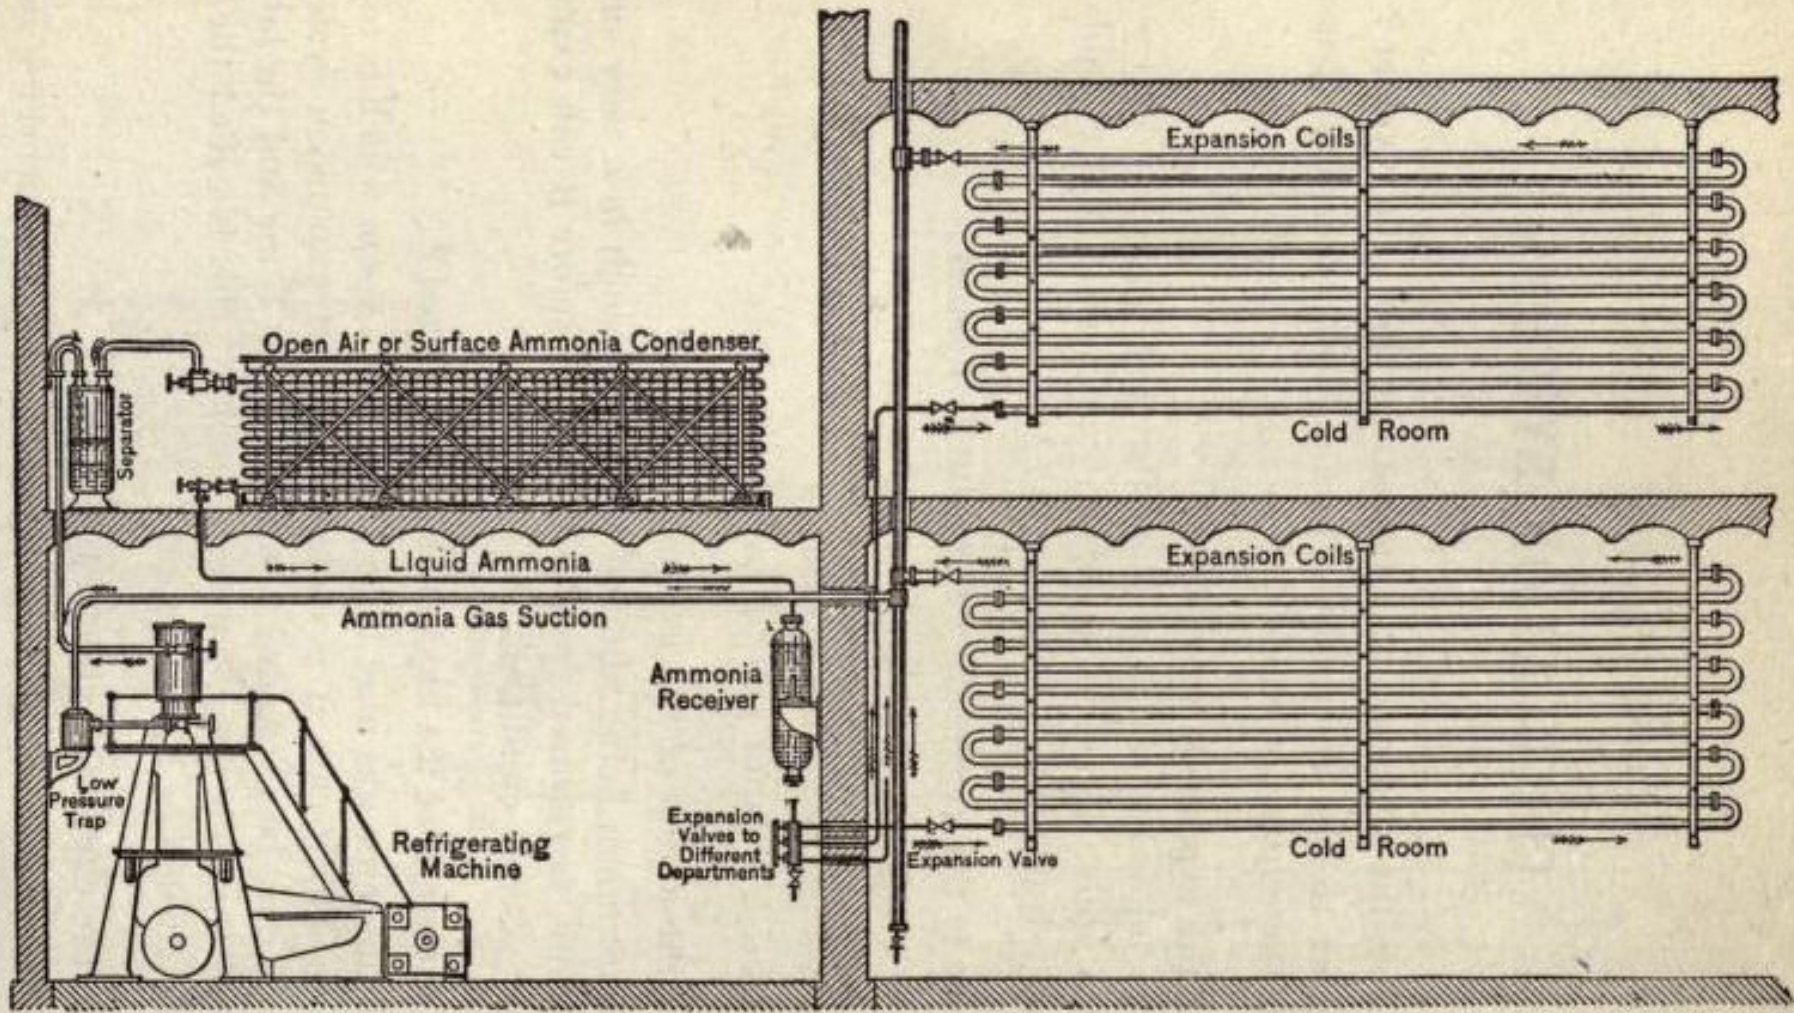 Expansion Coils
Open Air or Surface Ammonia Condenser
Separator
Cold Room
Liquid Ammonia
Expansion Coils
Ammonia Gas Suction
Ammonia
Receiver
Low
Pressure
Trap
Refrigerating
Machine
Expansion
Valves to
Different
Departments
Expansion Valve
Cold Room